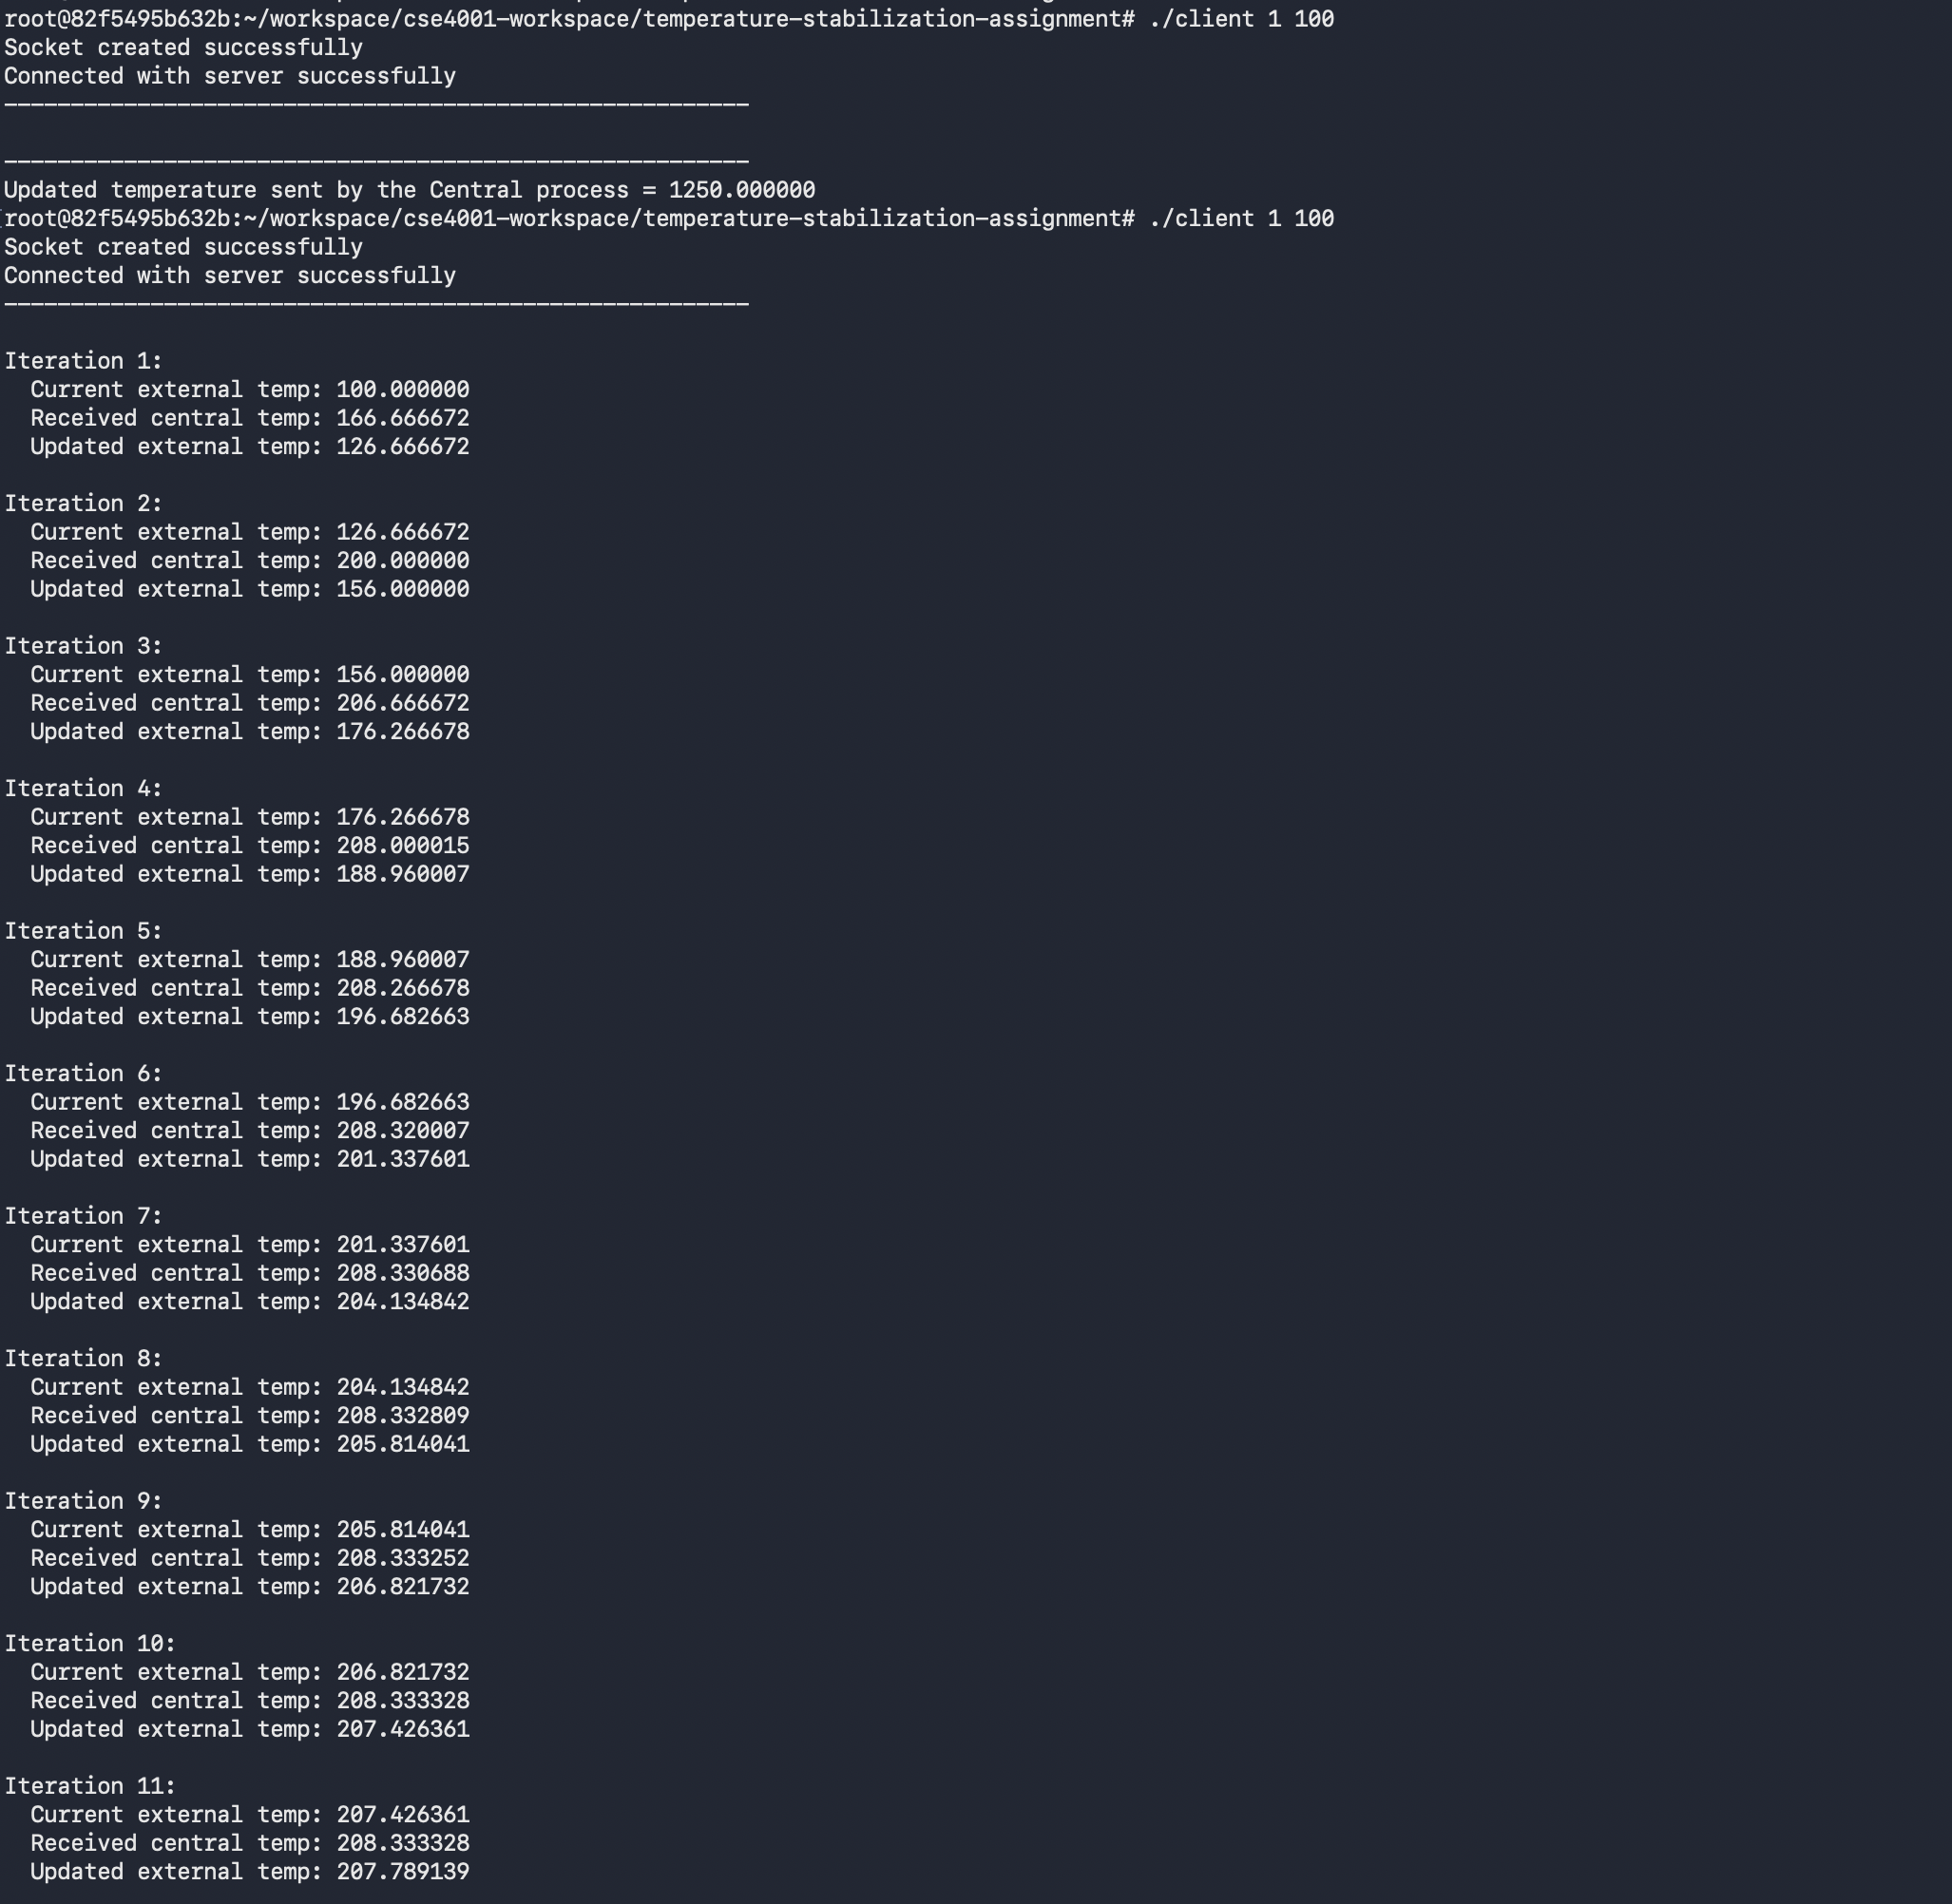 root@82f5495b632b:~/workspace/cse4001-workspace/temperature-stabilization-assignment# ./client 1 100
Socket created successfully
Connected with server successfully
--------------------------------------------------------
--------------------------------------------------------
Updated temperature sent by the Central process = 1250.000000
root@82f5495b632b:~/workspace/cse4001-workspace/temperature-stabilization-assignment# ./client 1 100
Socket created successfully
Connected with server successfully
--------------------------------------------------------
Iteration 1:
Current external temp: 100.000000
Received central temp: 166.666672
Updated external temp: 126.666672
Iteration 2:
Current external temp: 126.666672
Received central temp: 200.000000
Updated external temp: 156.000000
Iteration 3:
Current external temp: 156.000000
Received central temp: 206.666672
Updated external temp: 176.266678
Iteration 4:
Current external temp: 176.266678
Received central temp: 208.000015
Updated external temp: 188.960007
Iteration 5:
Current external temp: 188.960007
Received central temp: 208.266678
Updated external temp: 196.682663
Iteration 6:
Current external temp: 196.682663
Received central temp: 208.320007
Updated external temp: 201.337601
Iteration 7:
Current external temp: 201.337601
Received central temp: 208.330688
Updated external temp: 204.134842
Iteration 8:
Current external temp: 204.134842
Received central temp: 208.332809
Updated external temp: 205.814041
Iteration 9:
Current external temp: 205.814041
Received central temp: 208.333252
Updated external temp: 206.821732
Iteration 10:
Current external temp: 206.821732
Received central temp: 208.333328
Updated external temp: 207.426361
Iteration 11:
Current external temp: 207.426361
Received central temp: 208.333328
Updated external temp: 207.789139